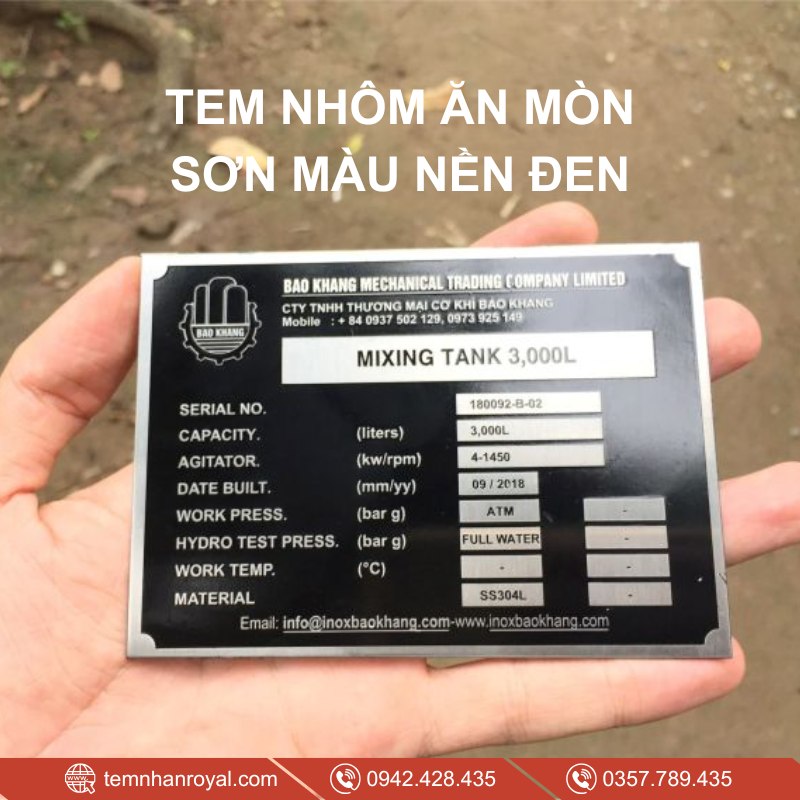 TEM NHÔM ĂN MÒN
SƠN MÀU NỀN ĐEN
BAO KHANG
BAO KHANG MECHANICAL TRADING COMPANY LIMITED
CTY TNHH THƯƠNG MẠI CƠ KHÍ BẢO KHANG
Mobile : + 84 0937 502 129, 0973 925 149
MIXING TANK 3,000L
SERIAL NO. 180092-B-02
CAPACITY. (liters) 3,000L
AGITATOR. (kw/rpm) 4-1450
DATE BUILT. (mm/yy) 09 / 2018
WORK PRESS. (bar g) ATM -
HYDRO TEST PRESS. (bar g) FULL WATER -
WORK TEMP. (°C) - -
MATERIAL SS304L -
Email: info@inoxbaokhang.com-www.inoxbaokhang.com
temnhanroyal.com 0942.428.435 0357.789.435